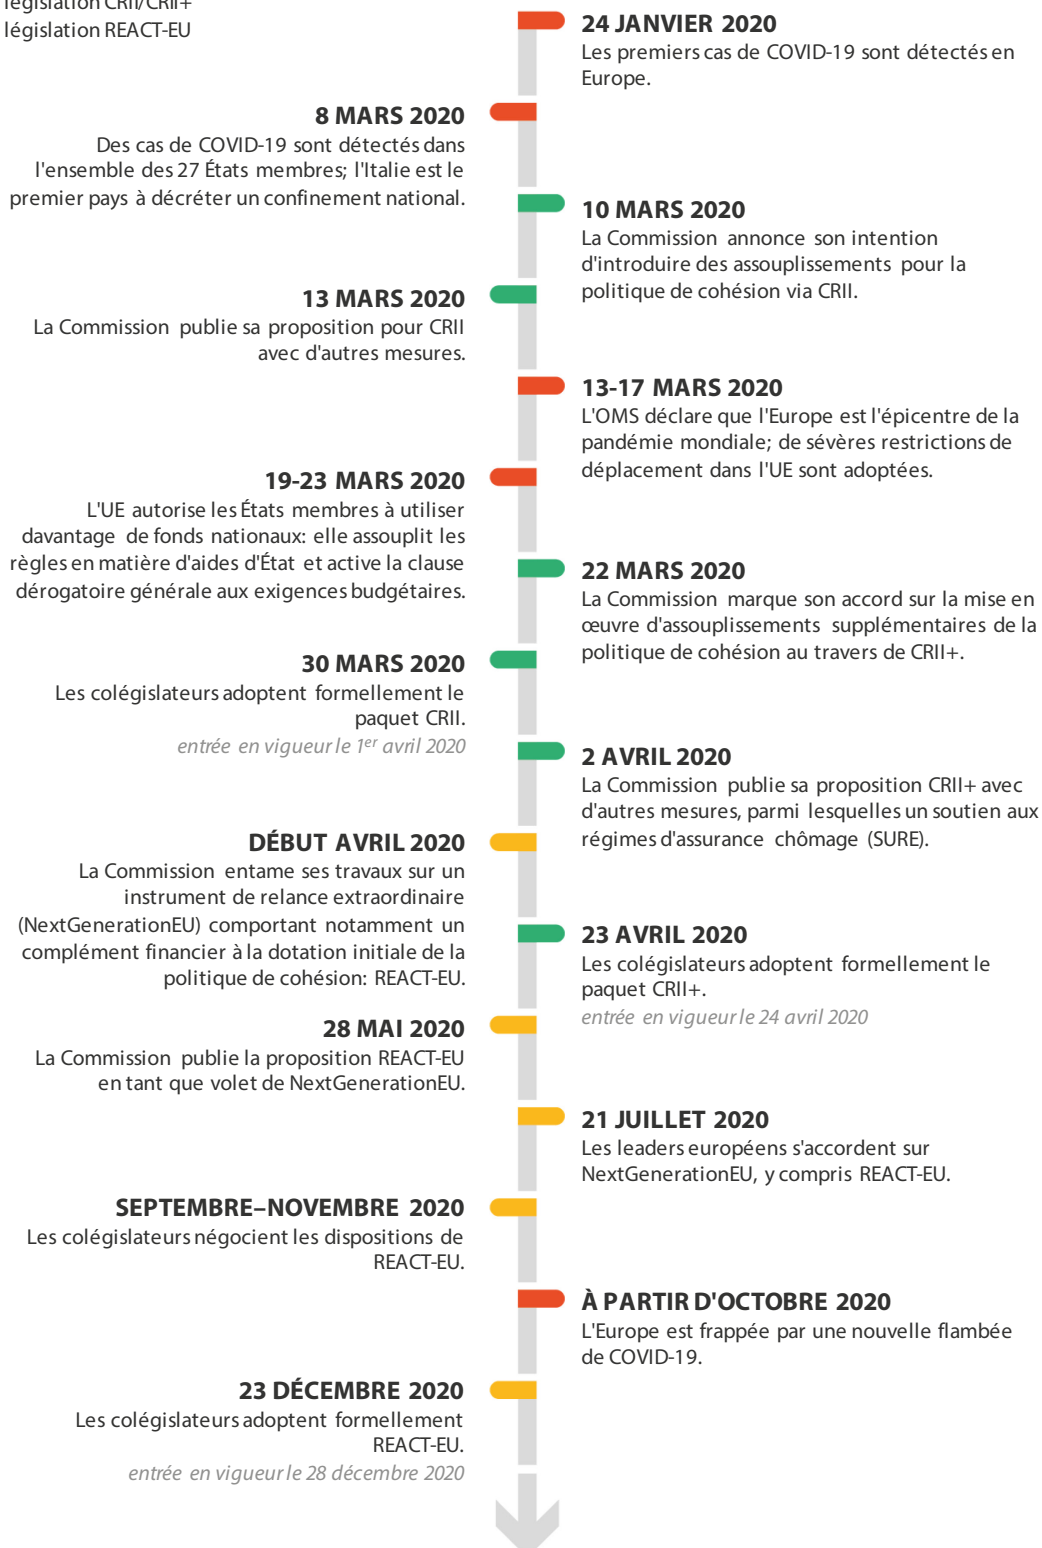 législation CRII/CRII+
législation REACT-EU
24 JANVIER 2020
Les premiers cas de COVID-19 sont détectés en
Europe.
8 MARS 2020
Des cas de COVID-19 sont détectés dans
l'ensemble des 27 États membres; l'Italie est le
premier pays à décréter un confinement national.
10 MARS 2020
La Commission annonce son intention
d'introduire des assouplissements pour la
politique de cohésion via CRII.
13 MARS 2020
La Commission publie sa proposition pour CRII
avec d'autres mesures.
13-17 MARS 2020
L'OMS déclare que l'Europe est l'épicentre de la
pandémie mondiale; de sévères restrictions de
déplacement dans l'UE sont adoptées.
19-23 MARS 2020
L'UE autorise les États membres à utiliser
davantage de fonds nationaux: elle assouplit les
règles en matière d'aides d'État et active la clause
dérogatoire générale aux exigences budgétaires.
22 MARS 2020
La Commission marque son accord sur la mise en
œuvre d'assouplissements supplémentaires de la
politique de cohésion au travers de CRII+.
30 MARS 2020
Les colégislateurs adoptent formellement le
paquet CRII.
entrée en vigueur le 1er avril 2020
2 AVRIL 2020
La Commission publie sa proposition CRII+ avec
d'autres mesures, parmi lesquelles un soutien aux
régimes d'assurance chômage (SURE).
DÉBUT AVRIL 2020
La Commission entame ses travaux sur un
instrument de relance extraordinaire
(NextGenerationEU) comportant notamment un
complément financier à la dotation initiale de la
politique de cohésion: REACT-EU.
23 AVRIL 2020
Les colégislateurs adoptent formellement le
paquet CRII+.
entrée en vigueur le 24 avril 2020
28 MAI 2020
La Commission publie la proposition REACT-EU
en tant que volet de NextGenerationEU.
21 JUILLET 2020
Les leaders européens s'accordent sur
NextGenerationEU, y compris REACT-EU.
SEPTEMBRE–NOVEMBRE 2020
Les colégislateurs négocient les dispositions de
REACT-EU.
À PARTIR D'OCTOBRE 2020
L'Europe est frappée par une nouvelle flambée
de COVID-19.
23 DÉCEMBRE 2020
Les colégislateurs adoptent formellement
REACT-EU.
entrée en vigueur le 28 décembre 2020